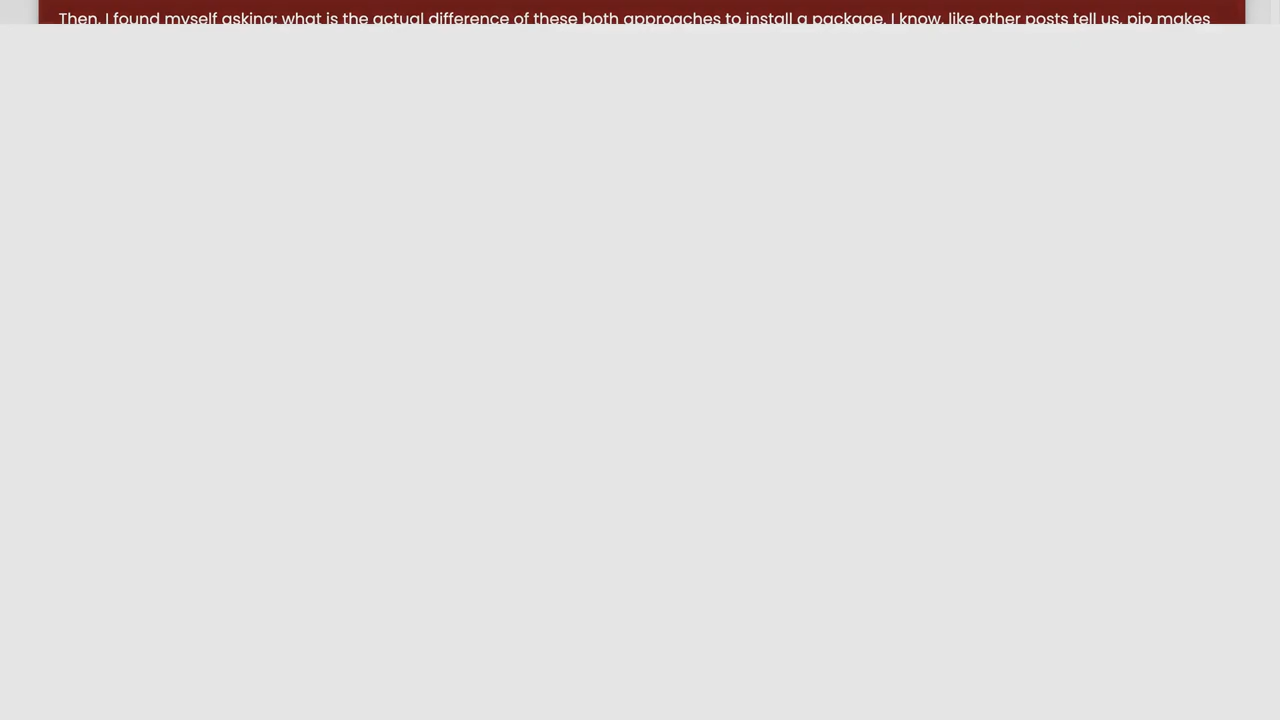 Then, I found myself asking: what is the actual difference of these both approaches to install a package. I know, like other posts tell us, pip makes